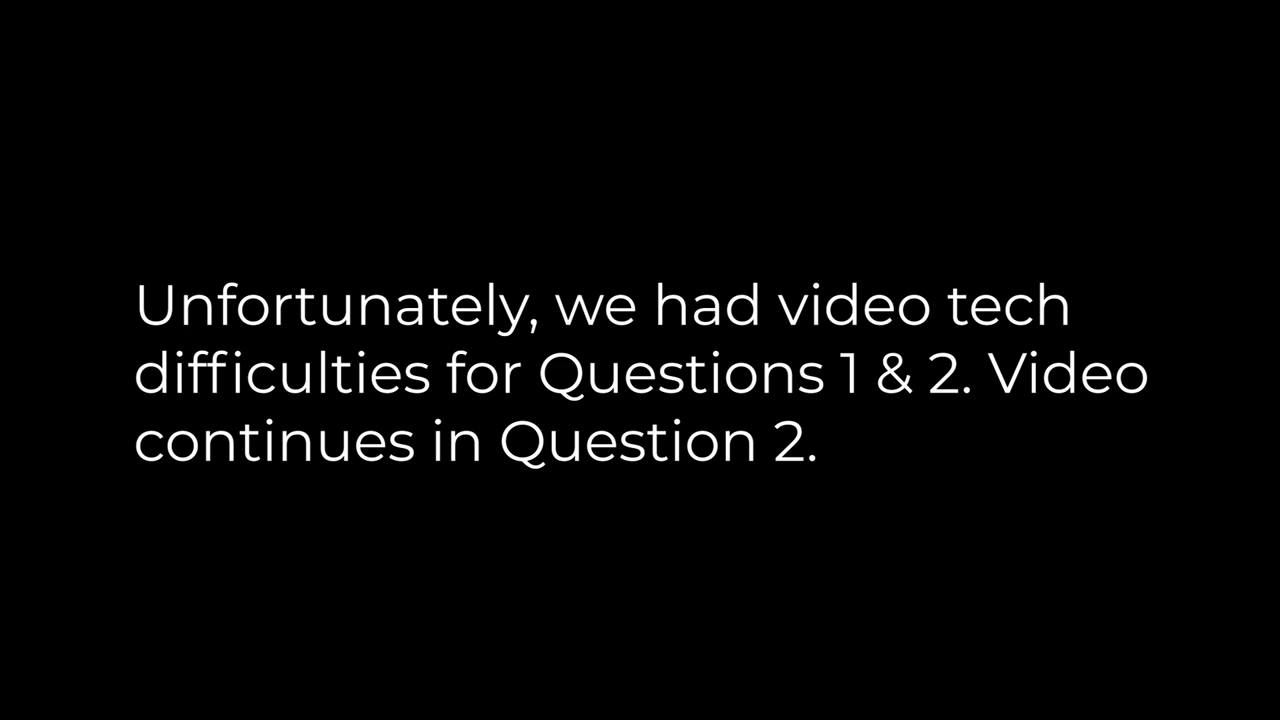 Unfortunately, we had video tech
difficulties for Questions 1 & 2. Video
continues in Question 2.